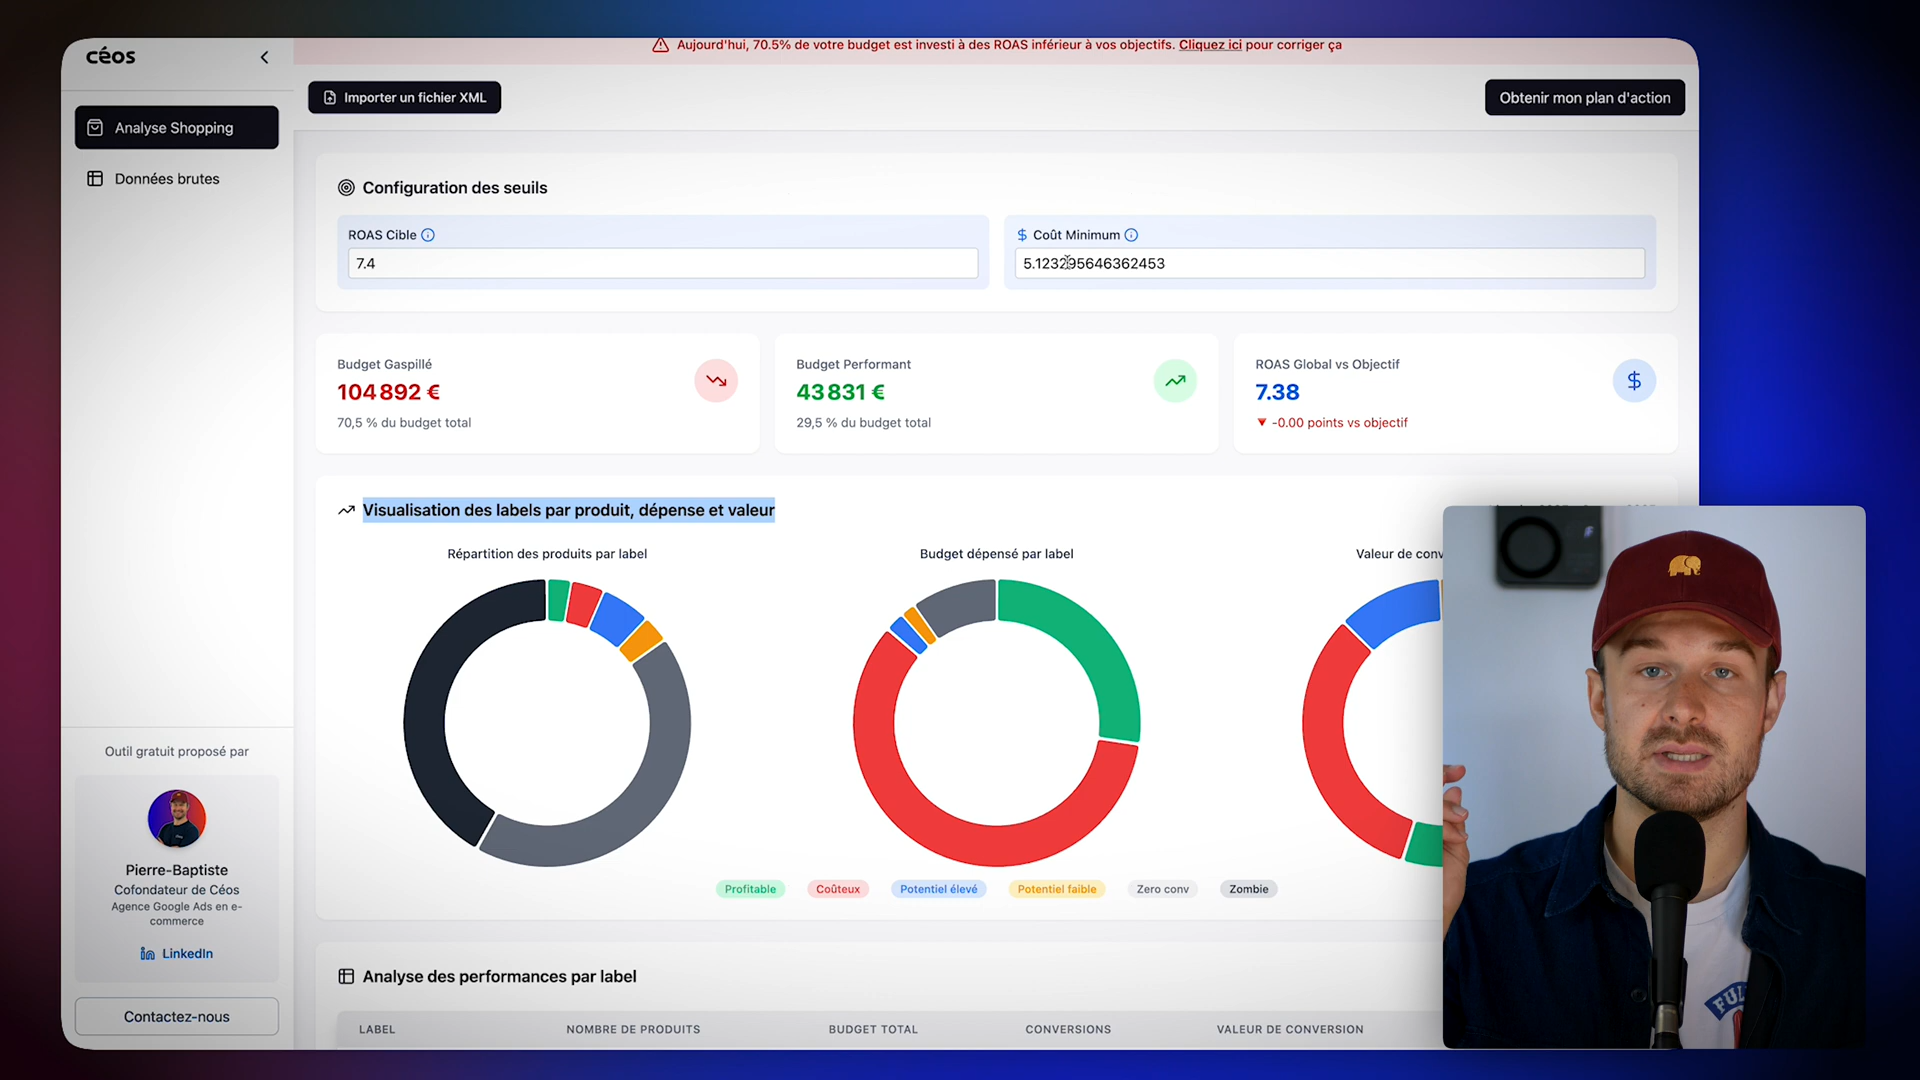 céos
Aujourd'hui, 70.5% de votre budget est investi à des ROAS inférieur à vos objectifs. Cliquez ici pour corriger ça
Importer un fichier XML
Obtenir mon plan d'action
Analyse Shopping
Données brutes
Configuration des seuils
ROAS Cible
7.4
$ Coût Minimum
5.123295646362453
Budget Gaspillé
104 892 €
70,5 % du budget total
Budget Performant
43 831 €
29,5 % du budget total
ROAS Global vs Objectif
7.38
▼ -0.00 points vs objectif
$
Visualisation des labels par produit, dépense et valeur
Répartition des produits par label
Budget dépensé par label
Valeur de conv
Profitable
Coûteux
Potentiel élevé
Potentiel faible
Zero conv
Zombie
Outil gratuit proposé par
Pierre-Baptiste
Cofondateur de Céos
Agence Google Ads en e-
commerce
in LinkedIn
Contactez-nous
Analyse des performances par label
LABEL
NOMBRE DE PRODUITS
BUDGET TOTAL
CONVERSIONS
VALEUR DE CONVERSION